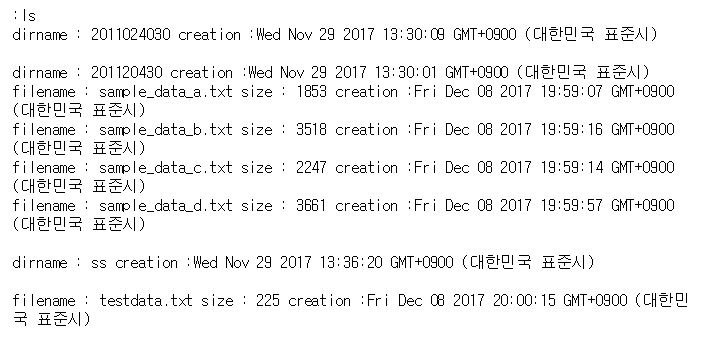 :ls
dirname : 2011024030 creation :Wed Nov 29 2017 13:30:09 GMT+0900 (대한민국 표준시)
dirname : 201120430 creation :Wed Nov 29 2017 13:30:01 GMT+0900 (대한민국 표준시)
filename : sample_data_a.txt size : 1853 creation :Fri Dec 08 2017 19:59:07 GMT+0900
(대한민국 표준시)
filename : sample_data_b.txt size : 3518 creation :Fri Dec 08 2017 19:59:16 GMT+0900
(대한민국 표준시)
filename : sample_data_c.txt size : 2247 creation :Fri Dec 08 2017 19:59:14 GMT+0900
(대한민국 표준시)
filename : sample_data_d.txt size : 3661 creation :Fri Dec 08 2017 19:59:57 GMT+0900
(대한민국 표준시)
dirname : ss creation :Wed Nov 29 2017 13:36:20 GMT+0900 (대한민국 표준시)
filename : testdata.txt size : 225 creation :Fri Dec 08 2017 20:00:15 GMT+0900 (대한민
국 표준시)